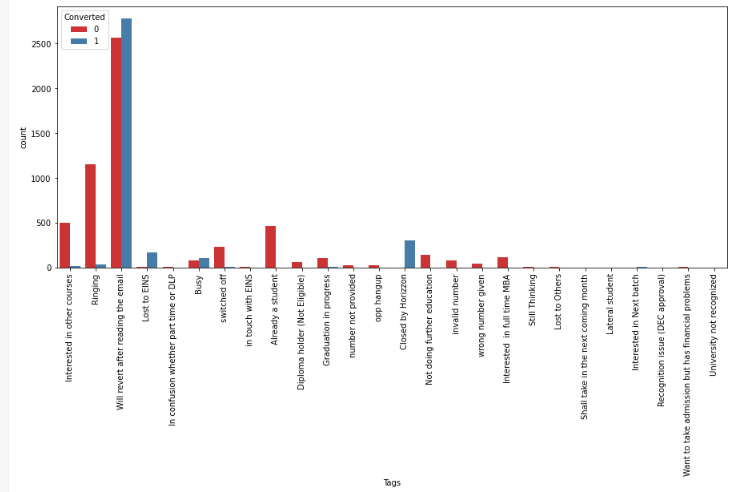 Converted
0
1
count
2500
2000
1500
1000
500
0
Interested in other courses
Ringing
Will revert after reading the email
Lost to EINS
In confusion whether part time or DLP
Busy
switched off
in touch with EINS
Already a student
Diploma holder (Not Eligible)
Graduation in progress
number not provided
opp hangup
Closed by Horizzon
Not doing further education
invalid number
wrong number given
Interested  in full time MBA
Still Thinking
Lost to Others
Shall take in the next coming month
Lateral student
Interested in Next batch
Recognition issue (DEC approval)
Want to take admission but has financial problems
University not recognized
Tags